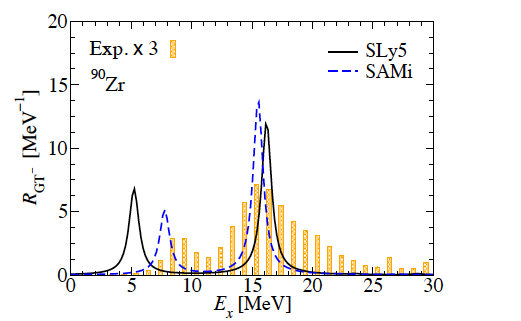 20
15
10
5
0
R_GT⁻ [MeV⁻¹]
Exp. x 3
⁹⁰Zr
SLy5
SAMi
0 5 10 15 20 25 30
E_x [MeV]